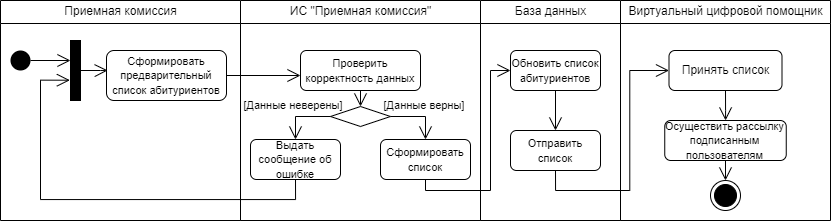 Приемная комиссия
ИС "Приемная комиссия"
База данных
Виртуальный цифровой помощник
Сформировать
предварительный
список абитуриентов
Проверить
корректность данных
[Данные неверены]
[Данные верны]
Выдать
сообщение об
ошибке
Сформировать
список
Обновить список
абитуриентов
Отправить
список
Принять список
Осуществить рассылку
подписанным
пользователям